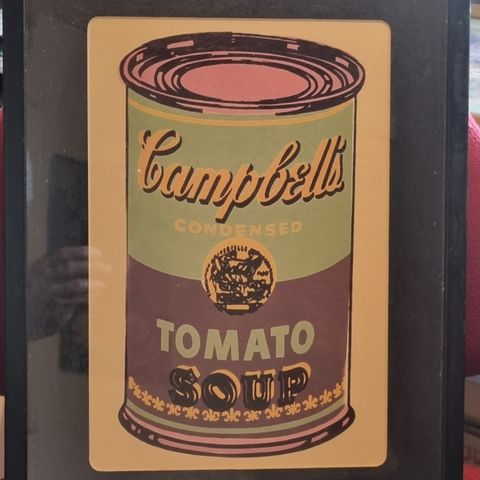 Campbell's
CONDENSED
TOMATO
SOUP